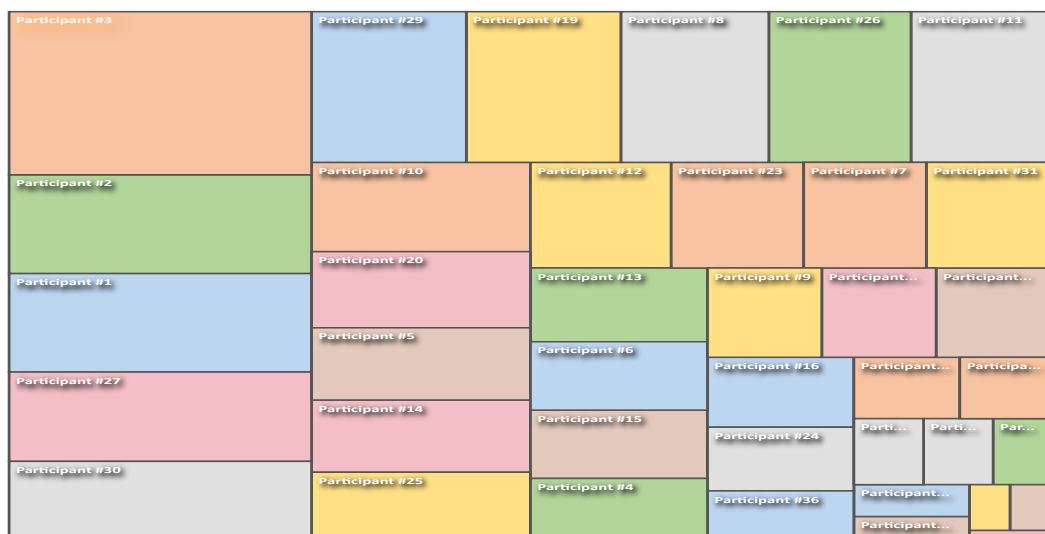 Participant #3
Participant #29
Participant #19
Participant #8
Participant #26
Participant #11
Participant #2
Participant #10
Participant #12
Participant #23
Participant #7
Participant #31
Participant #20
Participant #1
Participant #13
Participant #9
Participant...
Participant...
Participant #5
Participant #6
Participant #16
Participant...
Participa...
Participant #27
Participant #14
Participant #15
Participant #24
Parti...
Parti...
Par...
Participant #30
Participant #25
Participant #4
Participant #36
Participant...
Participant...